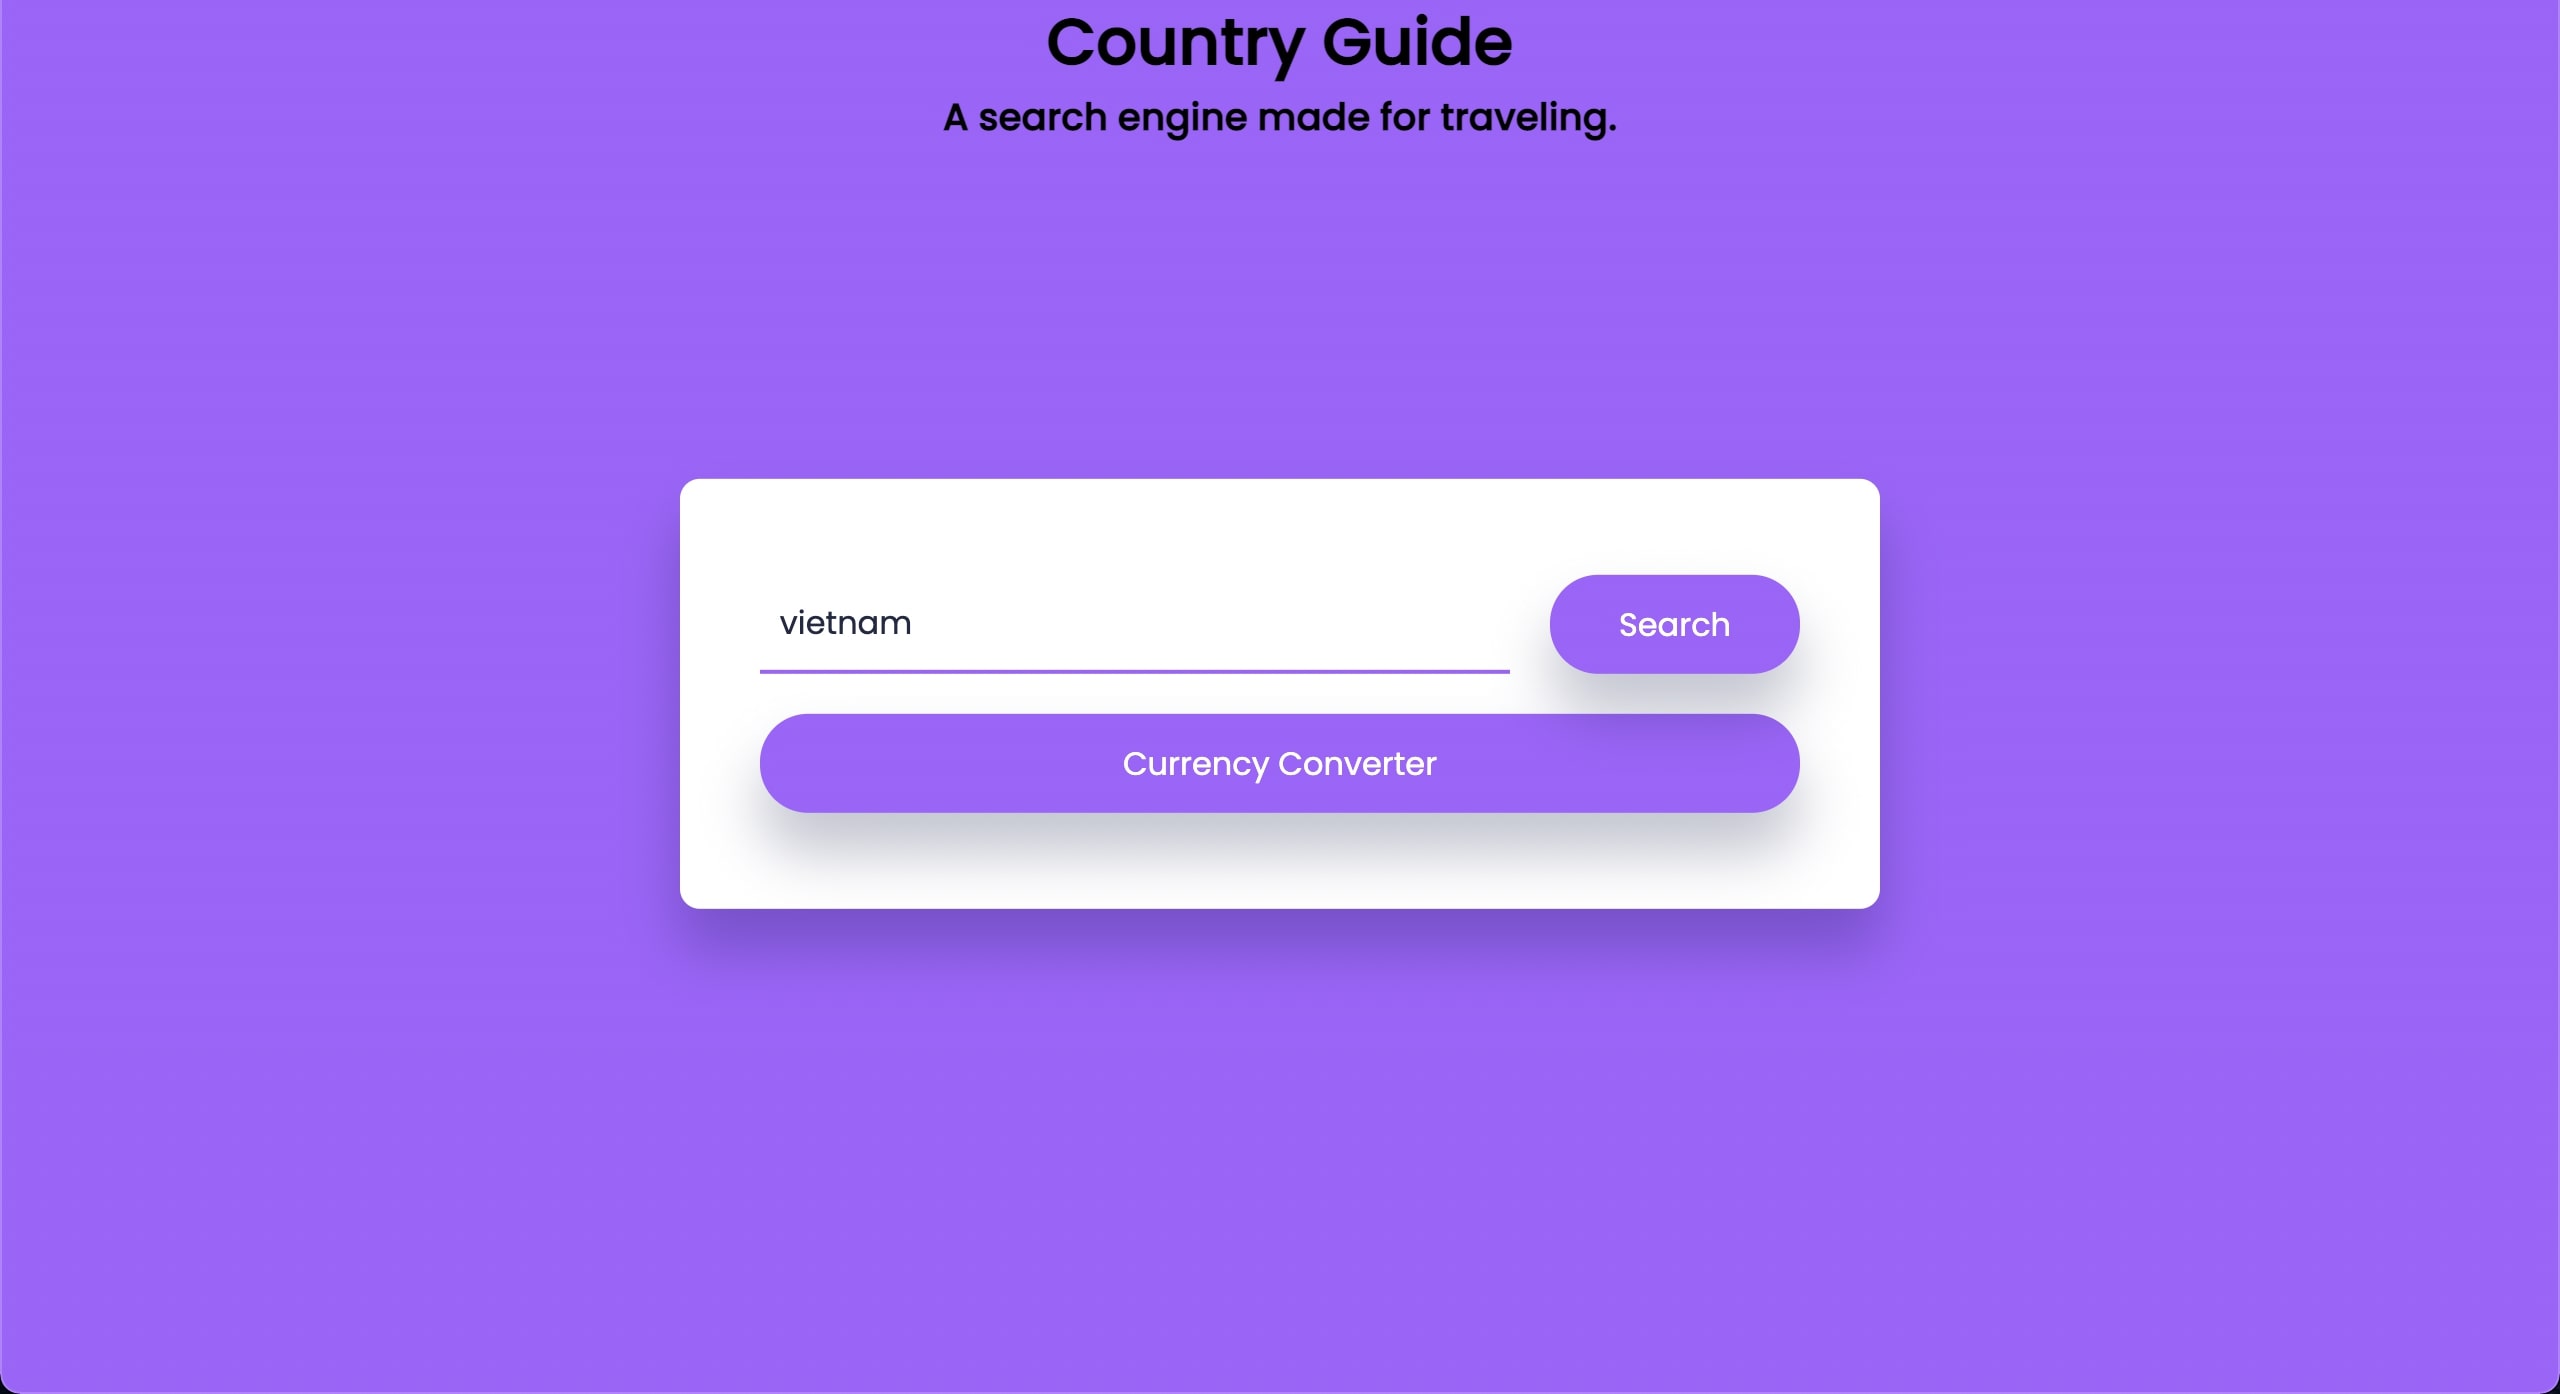 Country Guide
A search engine made for traveling.
vietnam
Search
Currency Converter